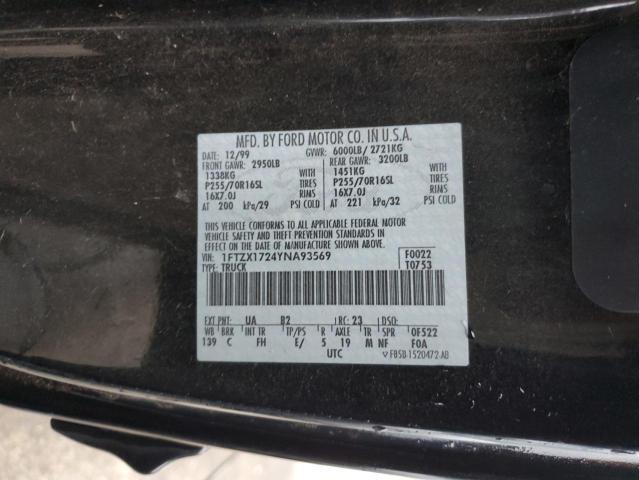 MFD. BY FORD MOTOR CO. IN U.S.A.
DATE: 12/99 GVWR: 6000LB/ 2721KG
FRONT GAWR: 2950LB REAR GAWR: 3200LB
1338KG WITH 1451KG WITH
P255/70R16SL TIRES P255/70R16SL TIRES
16X7.0J RIMS 16X7.0J RIMS
AT 200 kPa/29 PSI COLD AT 221 kPa/32 PSI COLD
THIS VEHICLE CONFORMS TO ALL APPLICABLE FEDERAL MOTOR
VEHICLE SAFETY AND THEFT PREVENTION STANDARDS IN
EFFECT ON THE DATE OF MANUFACTURE SHOWN ABOVE.
VIN: 1FTZX1724YNA93569 F0022
TYPE: TRUCK T0753
EXT PNT: UA B2 RC: 23 DSO:
WB BRK INT TR TP/PS R AXLE TR SPR 0F522
139 C FH E/ 5 19 M NF F0A
UTC F85B-1520472-AB